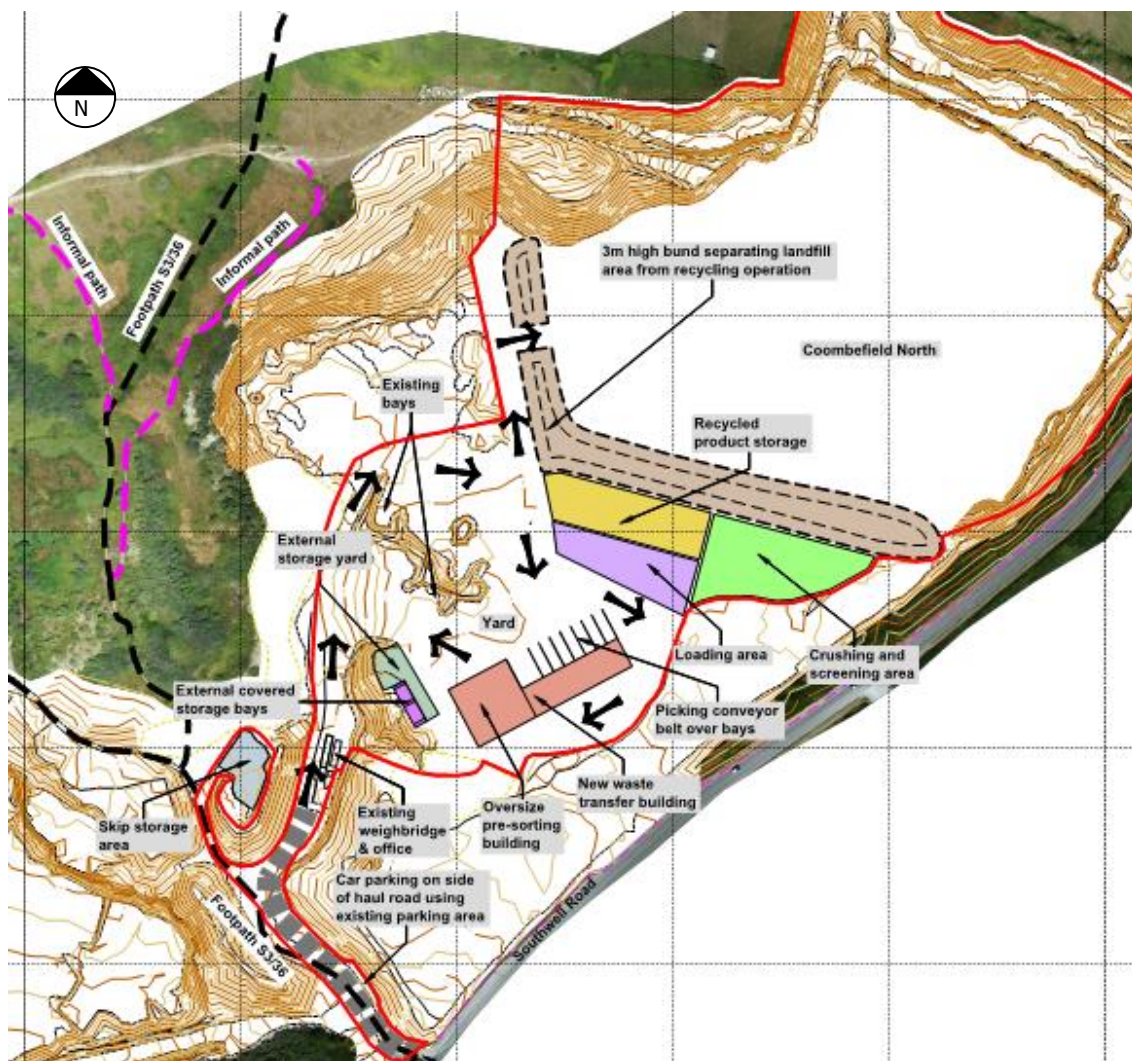 N
Informal path
Footpath S3/36
Informal path
3m high bund separating landfill
area from recycling operation
Coombefield North
Existing
bays
Recycled
product storage
External
storage yard
Yard
Loading area
Crushing and
screening area
External covered
storage bays
Picking conveyor
belt over bays
New waste
transfer building
Oversize
pre-sorting
building
Existing
weighbridge
& office
Skip storage
area
Car parking on side
of haul road using
existing parking area
Footpath S3/36
Southwell Road